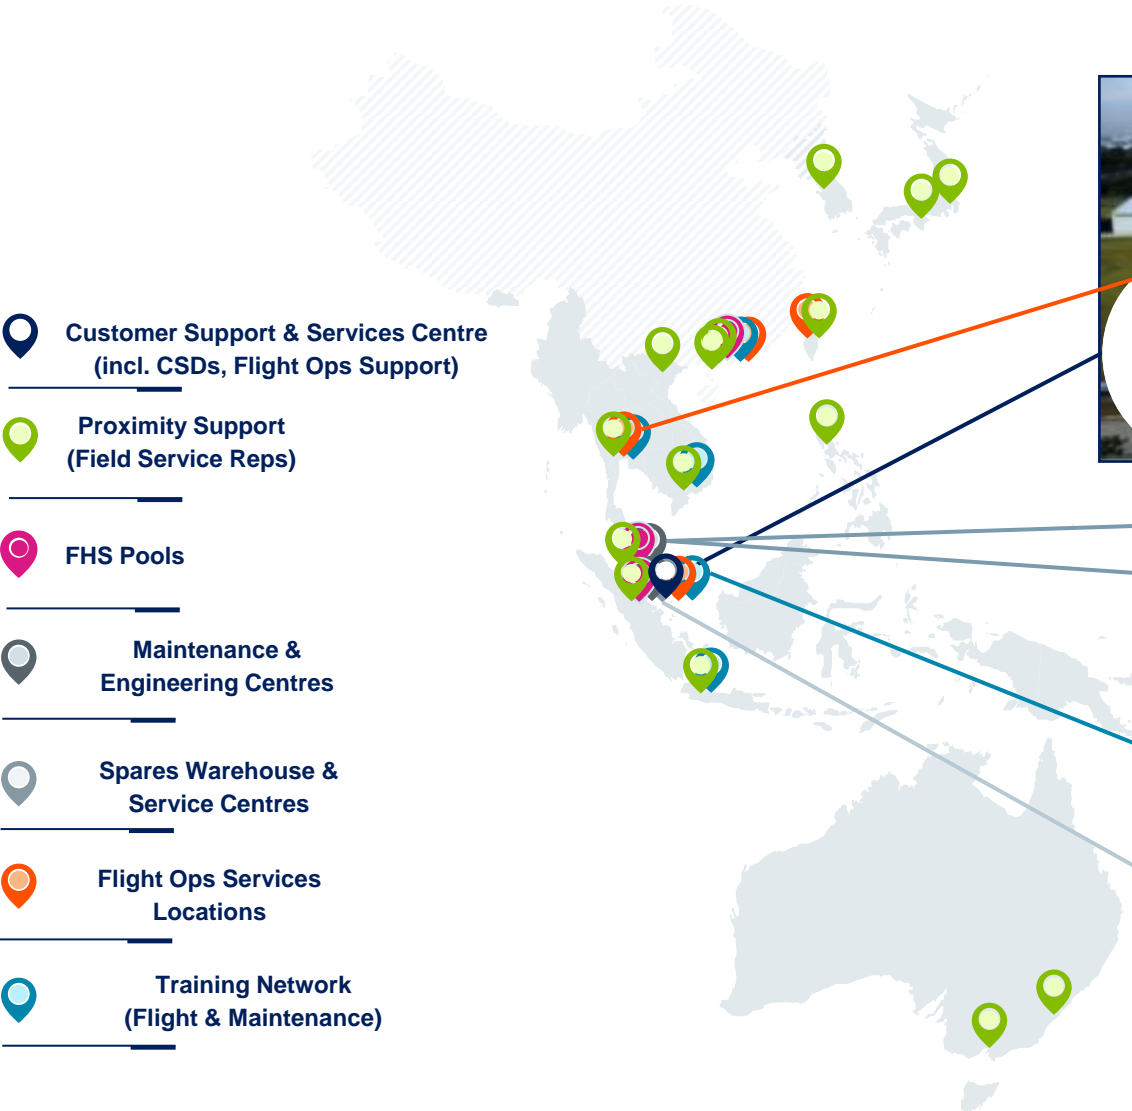 Customer Support & Services Centre
(incl. CSDs, Flight Ops Support)
Proximity Support
(Field Service Reps)
FHS Pools
Maintenance &
Engineering Centres
Spares Warehouse &
Service Centres
Flight Ops Services
Locations
Training Network
(Flight & Maintenance)